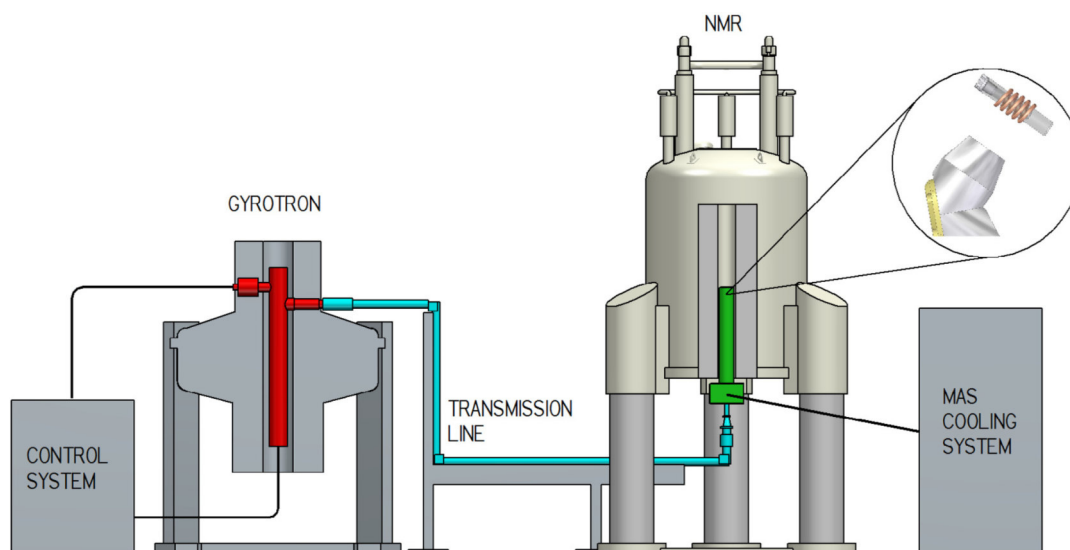 NMR
GYROTRON
TRANSMISSION
LINE
CONTROL
SYSTEM
MAS
COOLING
SYSTEM